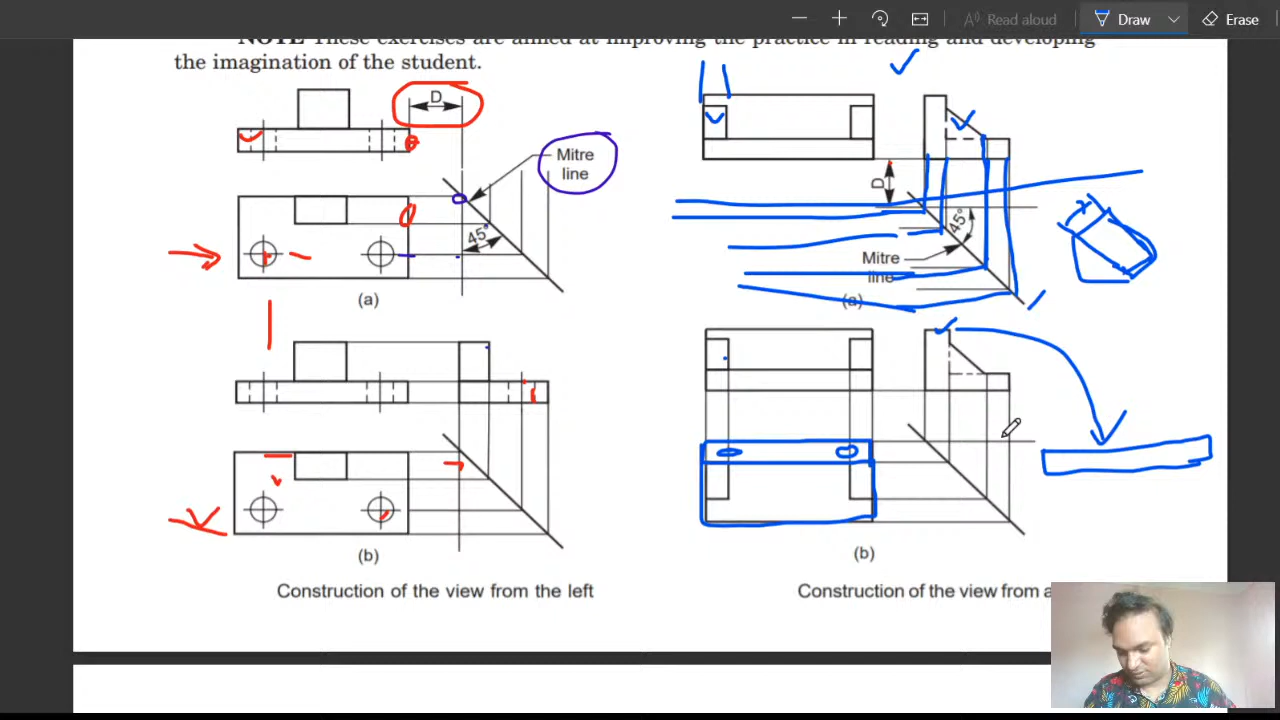 Read aloud
Draw
Erase
NOTE These exercises are aimed at improving the practice in reading and developing
the imagination of the student.
D
Mitre
line
45°
(a)
D
45°
Mitre
line
(a)
(b)
Construction of the view from the left
(b)
Construction of the view from a